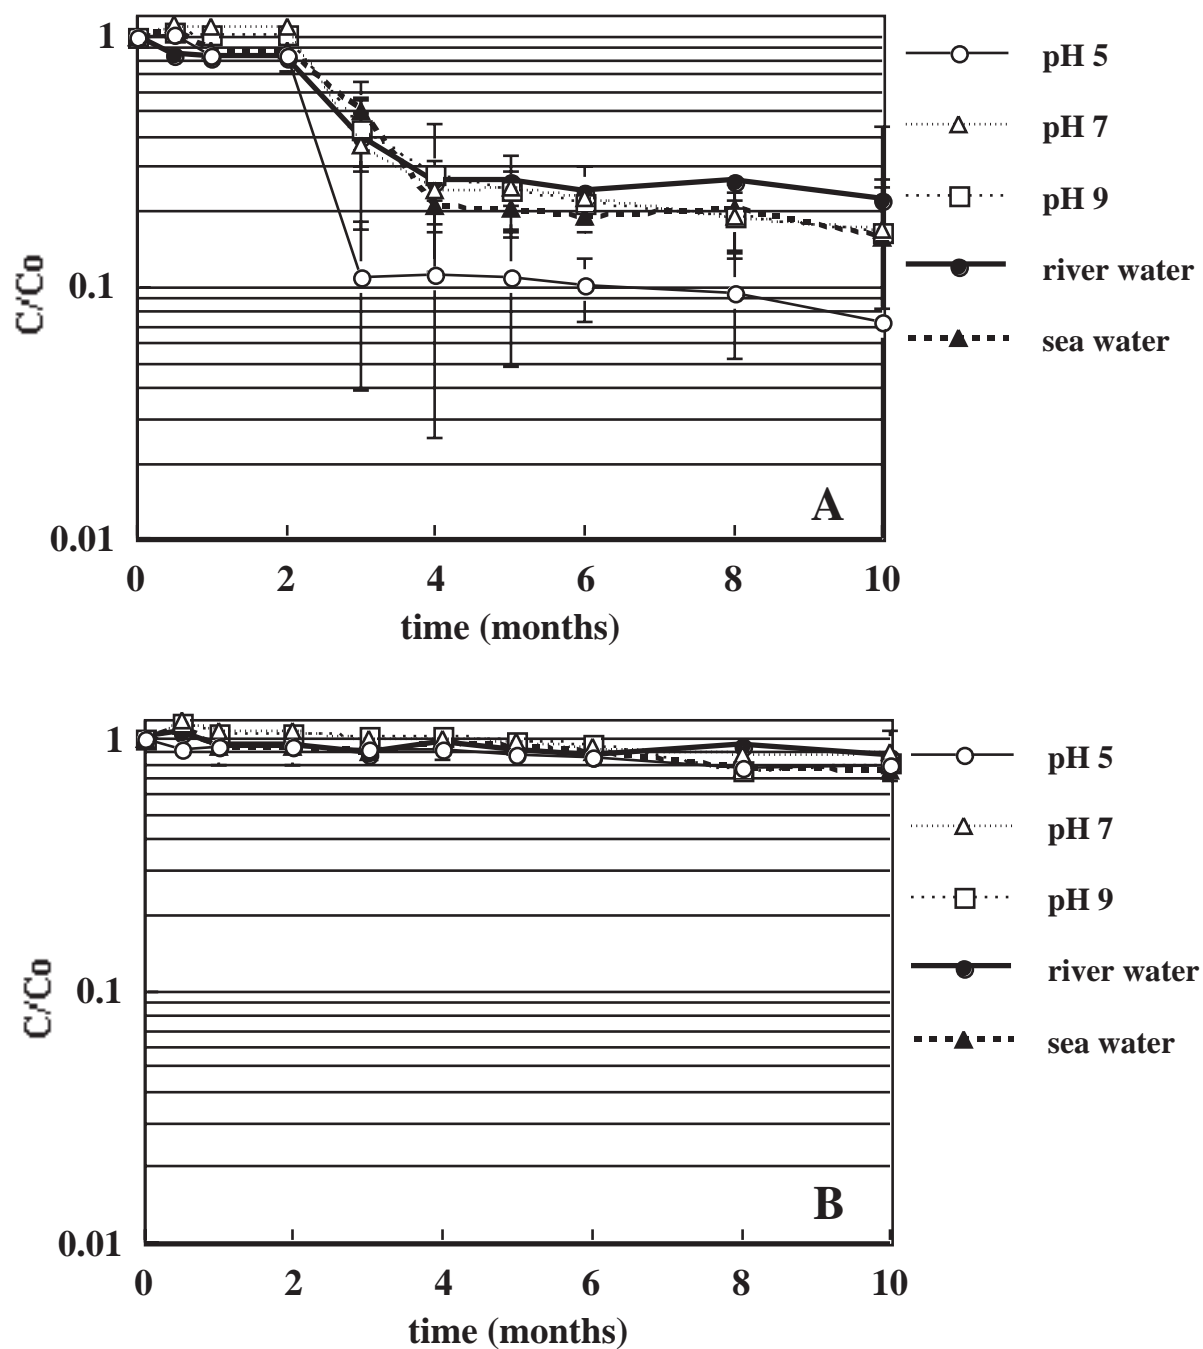 1
0.1
0.01
C/Co
0 2 4 6 8 10
time (months)
A
pH 5
pH 7
pH 9
river water
sea water
1
0.1
0.01
C/Co
0 2 4 6 8 10
time (months)
B
pH 5
pH 7
pH 9
river water
sea water